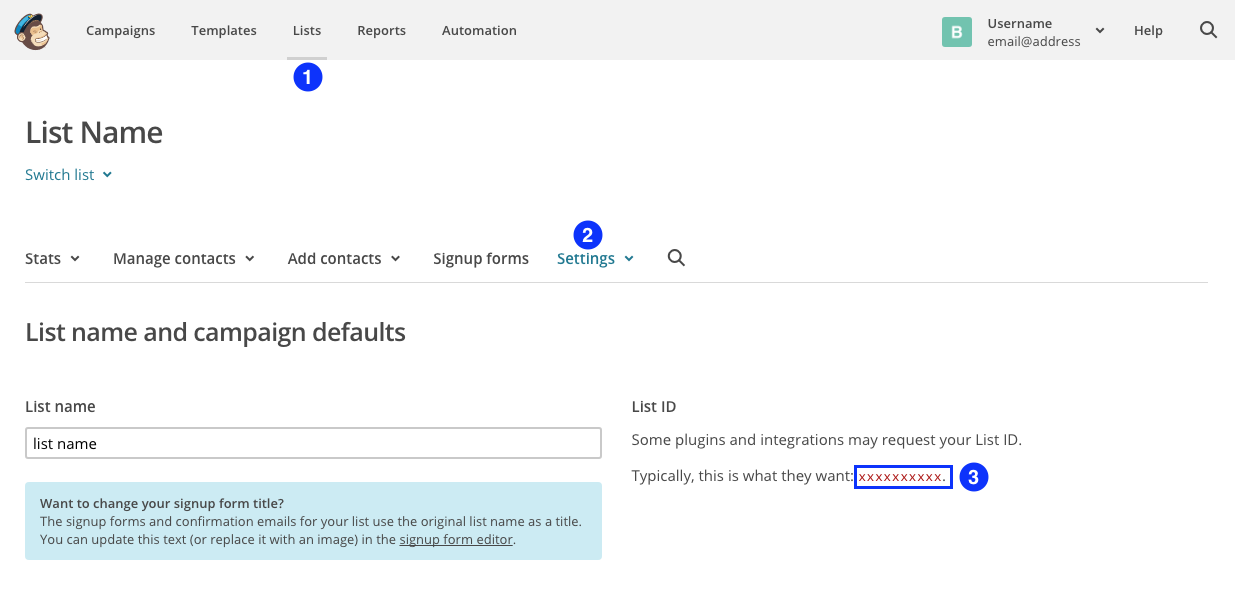 Campaigns Templates Lists Reports Automation B Username Help
email@address
1
List Name
Switch list
2
Stats Manage contacts Add contacts Signup forms Settings
List name and campaign defaults
List name
list name
Want to change your signup form title?
The signup forms and confirmation emails for your list use the original list name as a title.
You can update this text (or replace it with an image) in the signup form editor.
List ID
Some plugins and integrations may request your List ID.
Typically, this is what they want: xxxxxxxxxx. 3